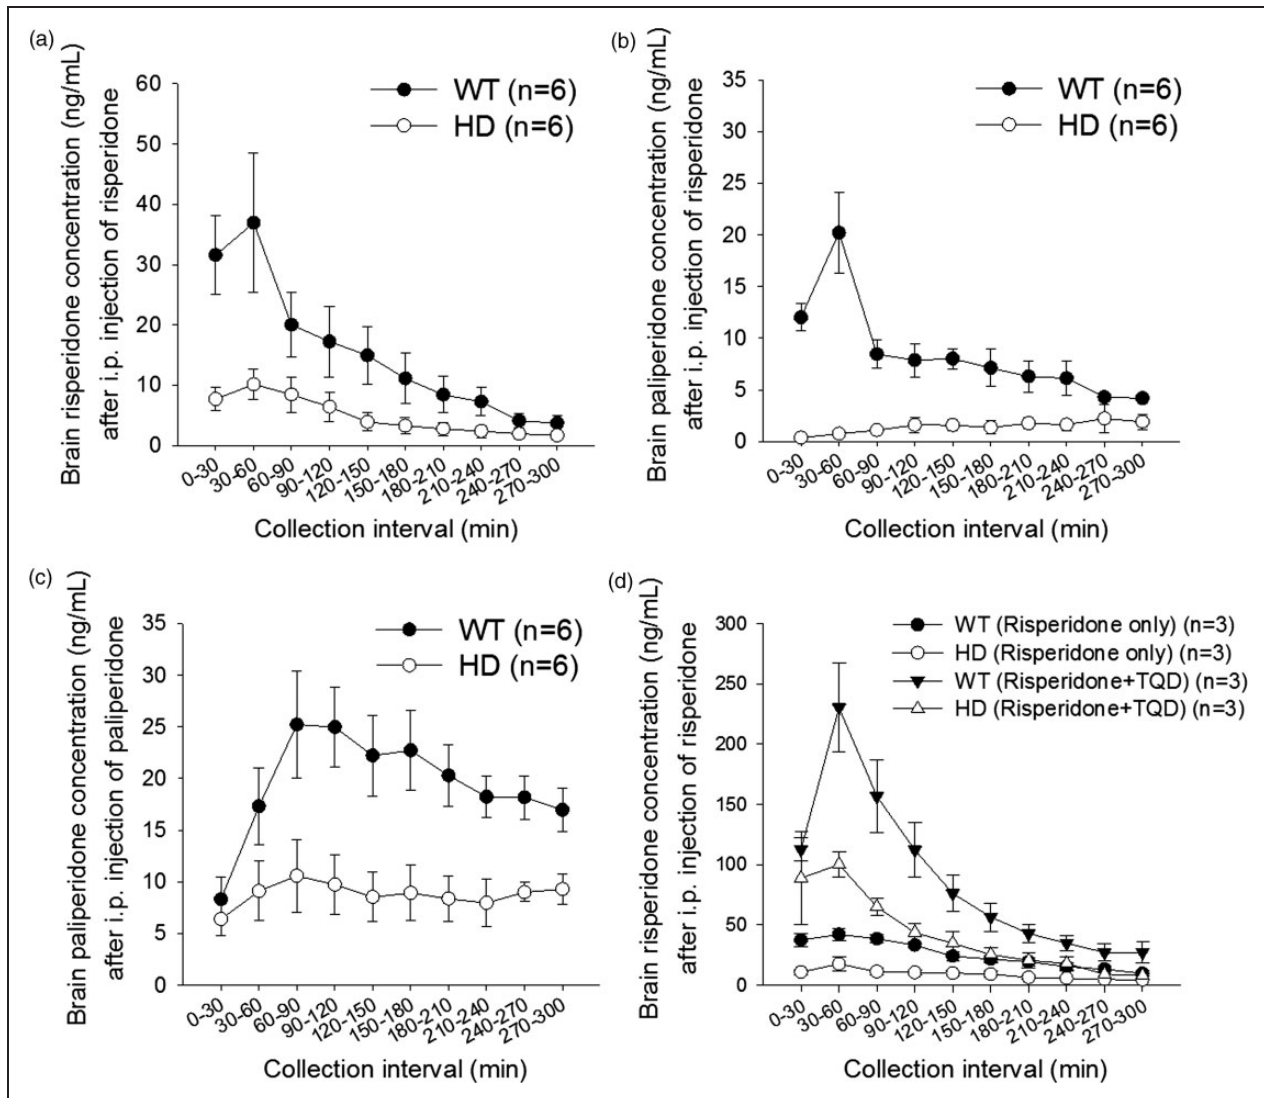 (a)
Brain risperidone concentration (ng/mL)
after i.p. injection of risperidone
60
50
40
30
20
10
0
WT (n=6)
HD (n=6)
0-30
30-60
60-90
90-120
120-150
150-180
180-210
210-240
240-270
270-300
Collection interval (min)
(b)
Brain paliperidone concentration (ng/mL)
after i.p. injection of risperidone
35
30
25
20
15
10
5
0
WT (n=6)
HD (n=6)
0-30
30-60
60-90
90-120
120-150
150-180
180-210
210-240
240-270
270-300
Collection interval (min)
(c)
Brain paliperidone concentration (ng/mL)
after i.p. injection of paliperidone
35
30
25
20
15
10
5
0
WT (n=6)
HD (n=6)
0-30
30-60
60-90
90-120
120-150
150-180
180-210
210-240
240-270
270-300
Collection interval (min)
(d)
Brain risperidone concentration (ng/mL)
after i.p. injection of risperidone
300
250
200
150
100
50
0
WT (Risperidone only) (n=3)
HD (Risperidone only) (n=3)
WT (Risperidone+TQD) (n=3)
HD (Risperidone+TQD) (n=3)
0-30
30-60
60-90
90-120
120-150
150-180
180-210
210-240
240-270
270-300
Collection interval (min)